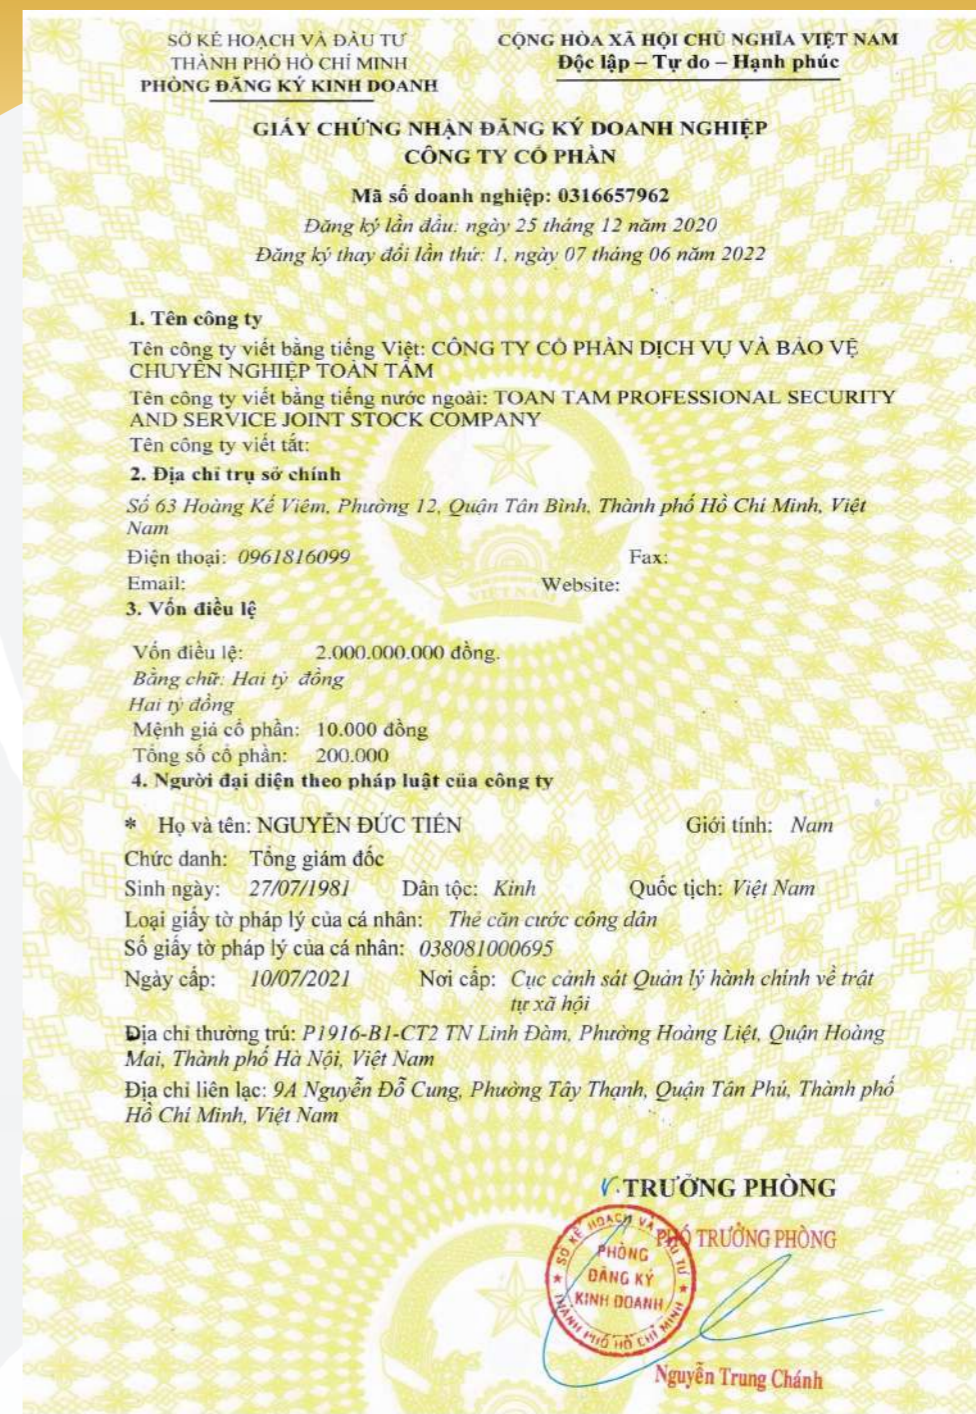 SỞ KẾ HOẠCH VÀ ĐẦU TƯ
THÀNH PHỐ HỒ CHÍ MINH
PHÒNG ĐĂNG KÝ KINH DOANH
CỘNG HÒA XÃ HỘI CHỦ NGHĨA VIỆT NAM
Độc lập – Tự do – Hạnh phúc
GIẤY CHỨNG NHẬN ĐĂNG KÝ DOANH NGHIỆP
CÔNG TY CỔ PHẦN
Mã số doanh nghiệp: 0316657962
Đăng ký lần đầu: ngày 25 tháng 12 năm 2020
Đăng ký thay đổi lần thứ: 1, ngày 07 tháng 06 năm 2022
1. Tên công ty
Tên công ty viết bằng tiếng Việt: CÔNG TY CỔ PHẦN DỊCH VỤ VÀ BẢO VỆ
CHUYÊN NGHIỆP TOÀN TÂM
Tên công ty viết bằng tiếng nước ngoài: TOAN TAM PROFESSIONAL SECURITY
AND SERVICE JOINT STOCK COMPANY
Tên công ty viết tắt:
2. Địa chỉ trụ sở chính
Số 63 Hoàng Kế Viêm, Phường 12, Quận Tân Bình, Thành phố Hồ Chí Minh, Việt
Nam
Điện thoại: 0961816099 Fax:
Email: Website:
3. Vốn điều lệ
Vốn điều lệ: 2.000.000.000 đồng.
Bằng chữ: Hai tỷ đồng
Hai tỷ đồng
Mệnh giá cổ phần: 10.000 đồng
Tổng số cổ phần: 200.000
4. Người đại diện theo pháp luật của công ty
* Họ và tên: NGUYỄN ĐỨC TIẾN Giới tính: Nam
Chức danh: Tổng giám đốc
Sinh ngày: 27/07/1981 Dân tộc: Kinh Quốc tịch: Việt Nam
Loại giấy tờ pháp lý của cá nhân: Thẻ căn cước công dân
Số giấy tờ pháp lý của cá nhân: 038081000695
Ngày cấp: 10/07/2021 Nơi cấp: Cục cảnh sát Quản lý hành chính về trật
tự xã hội
Địa chỉ thường trú: P1916-B1-CT2 TN Linh Đàm, Phường Hoàng Liệt, Quận Hoàng
Mai, Thành phố Hà Nội, Việt Nam
Địa chỉ liên lạc: 9A Nguyễn Đỗ Cung, Phường Tây Thạnh, Quận Tân Phú, Thành phố
Hồ Chí Minh, Việt Nam
TRƯỞNG PHÒNG
PHÓ TRƯỞNG PHÒNG
SỞ KẾ HOẠCH VÀ ĐẦU TƯ
PHÒNG
ĐĂNG KÝ
KINH DOANH
THÀNH PHỐ HỒ CHÍ MINH
Nguyễn Trung Chánh
VIỆT NAM